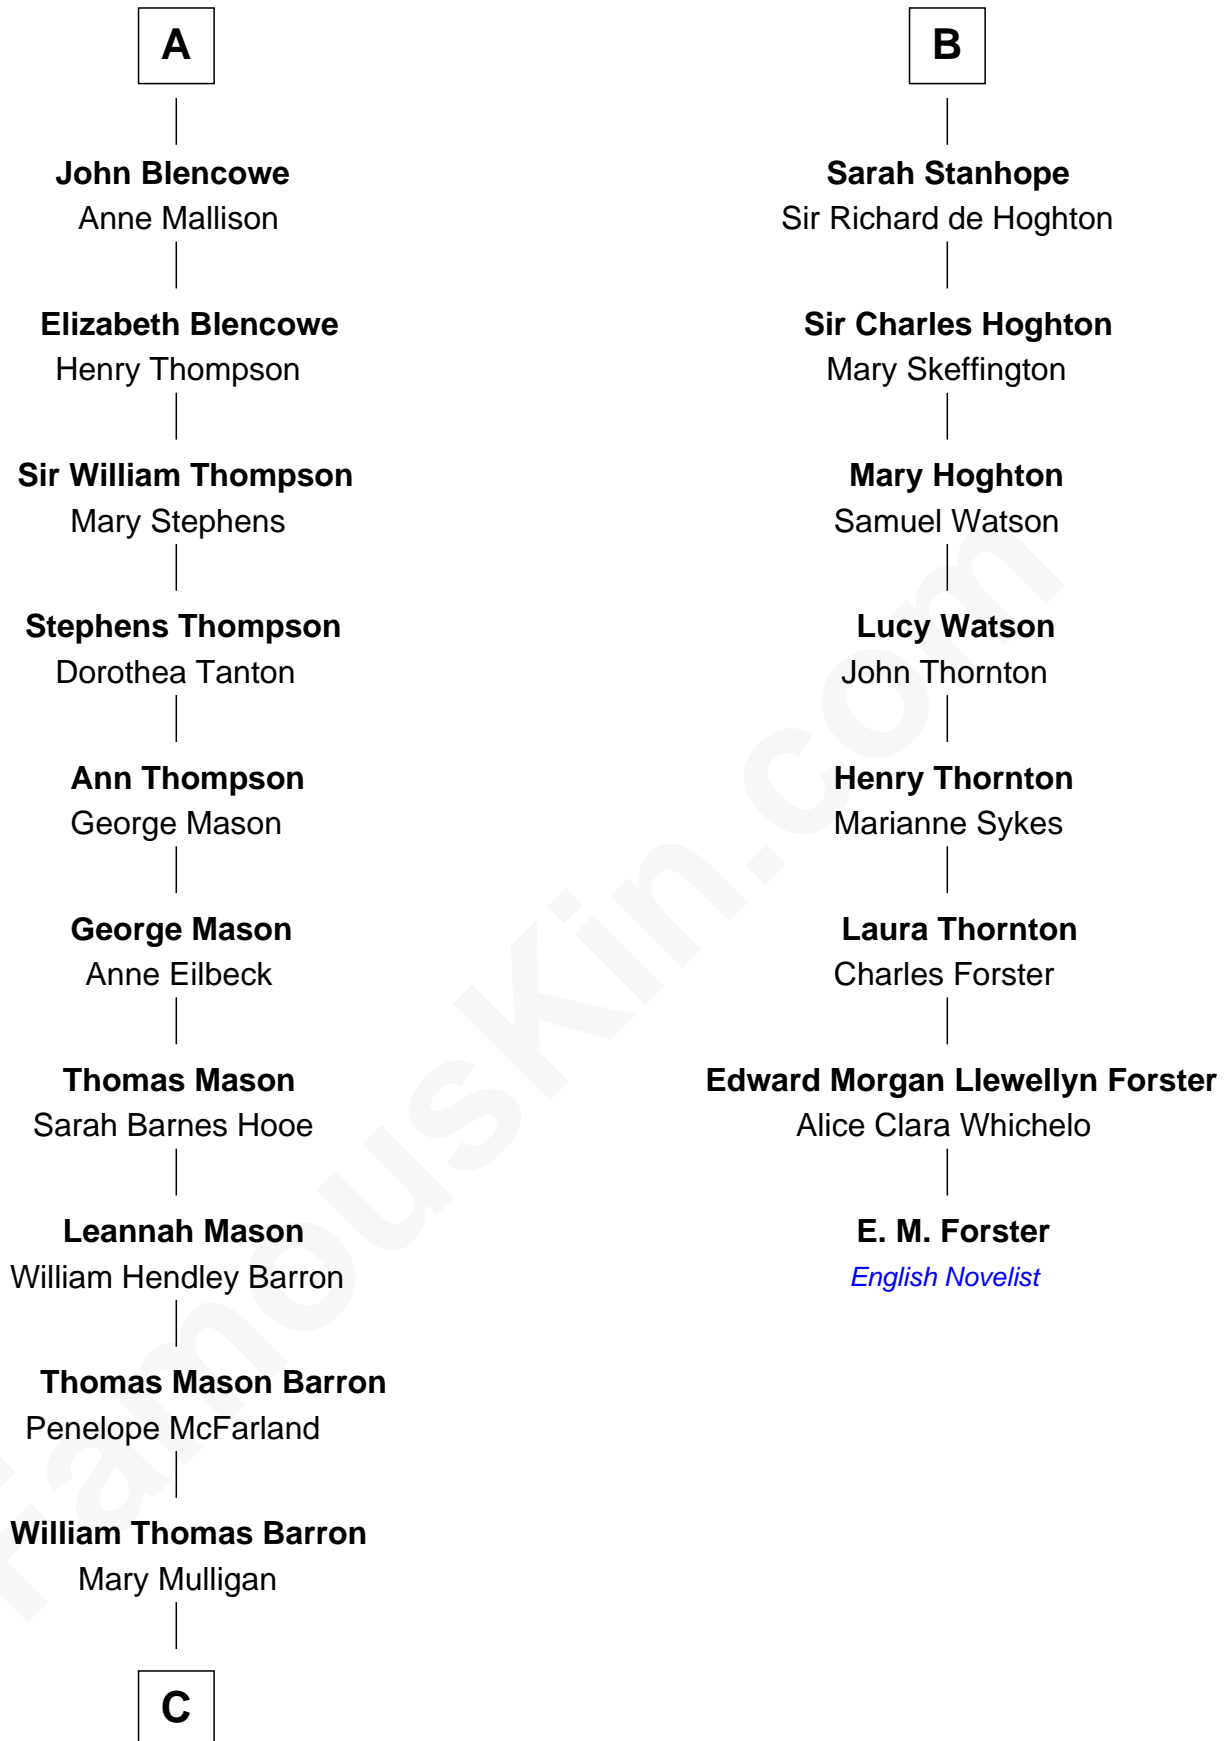 A
John Blencowe
Anne Mallison
Elizabeth Blencowe
Henry Thompson
Sir William Thompson
Mary Stephens
Stephens Thompson
Dorothea Tanton
Ann Thompson
George Mason
George Mason
Anne Eilbeck
Thomas Mason
Sarah Barnes Hooe
Leannah Mason
William Hendley Barron
Thomas Mason Barron
Penelope McFarland
William Thomas Barron
Mary Mulligan
C
B
Sarah Stanhope
Sir Richard de Hoghton
Sir Charles Hoghton
Mary Skeffington
Mary Hoghton
Samuel Watson
Lucy Watson
John Thornton
Henry Thornton
Marianne Sykes
Laura Thornton
Charles Forster
Edward Morgan Llewellyn Forster
Alice Clara Whichelo
E. M. Forster
English Novelist
FamousKin.com